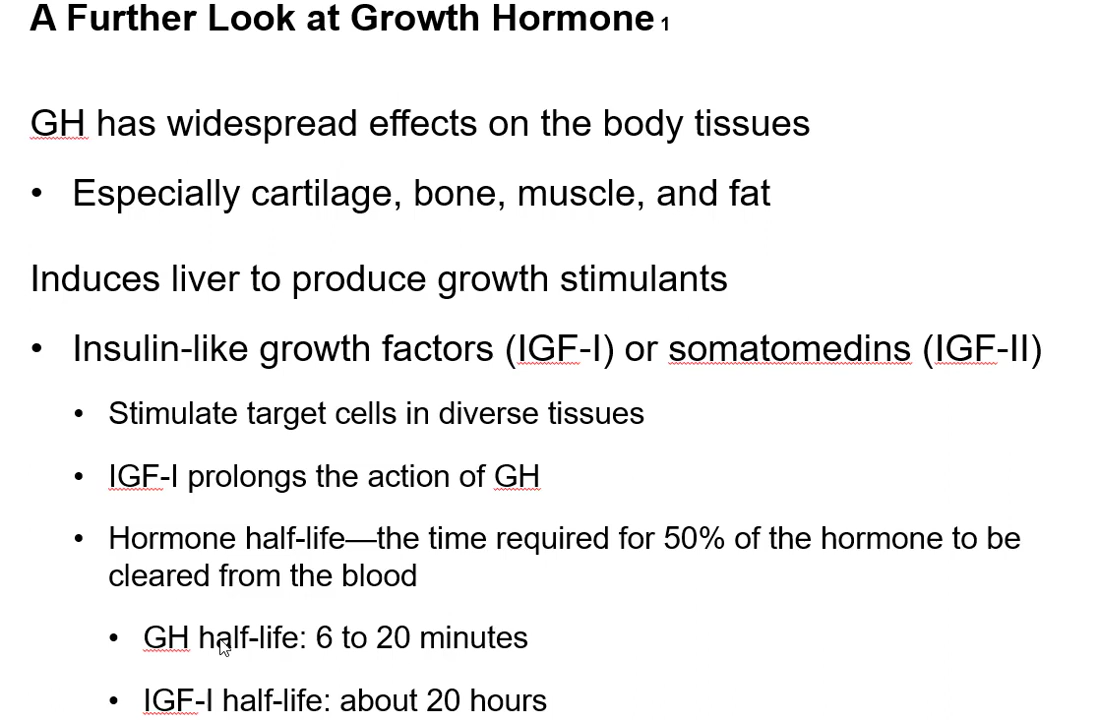 A Further Look at Growth Hormone 1
GH has widespread effects on the body tissues
• Especially cartilage, bone, muscle, and fat
Induces liver to produce growth stimulants
• Insulin-like growth factors (IGF-I) or somatomedins (IGF-II)
• Stimulate target cells in diverse tissues
• IGF-I prolongs the action of GH
• Hormone half-life—the time required for 50% of the hormone to be
cleared from the blood
• GH half-life: 6 to 20 minutes
• IGF-I half-life: about 20 hours